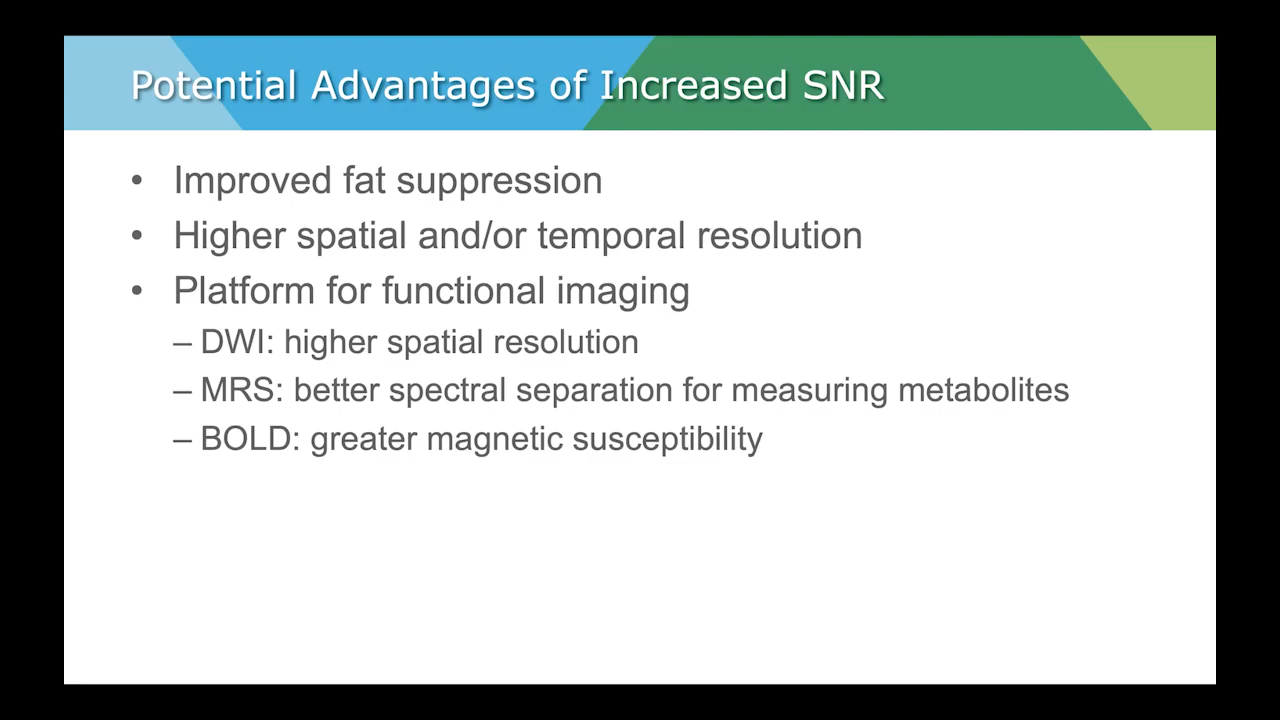 Potential Advantages of Increased SNR
• Improved fat suppression
• Higher spatial and/or temporal resolution
• Platform for functional imaging
– DWI: higher spatial resolution
– MRS: better spectral separation for measuring metabolites
– BOLD: greater magnetic susceptibility